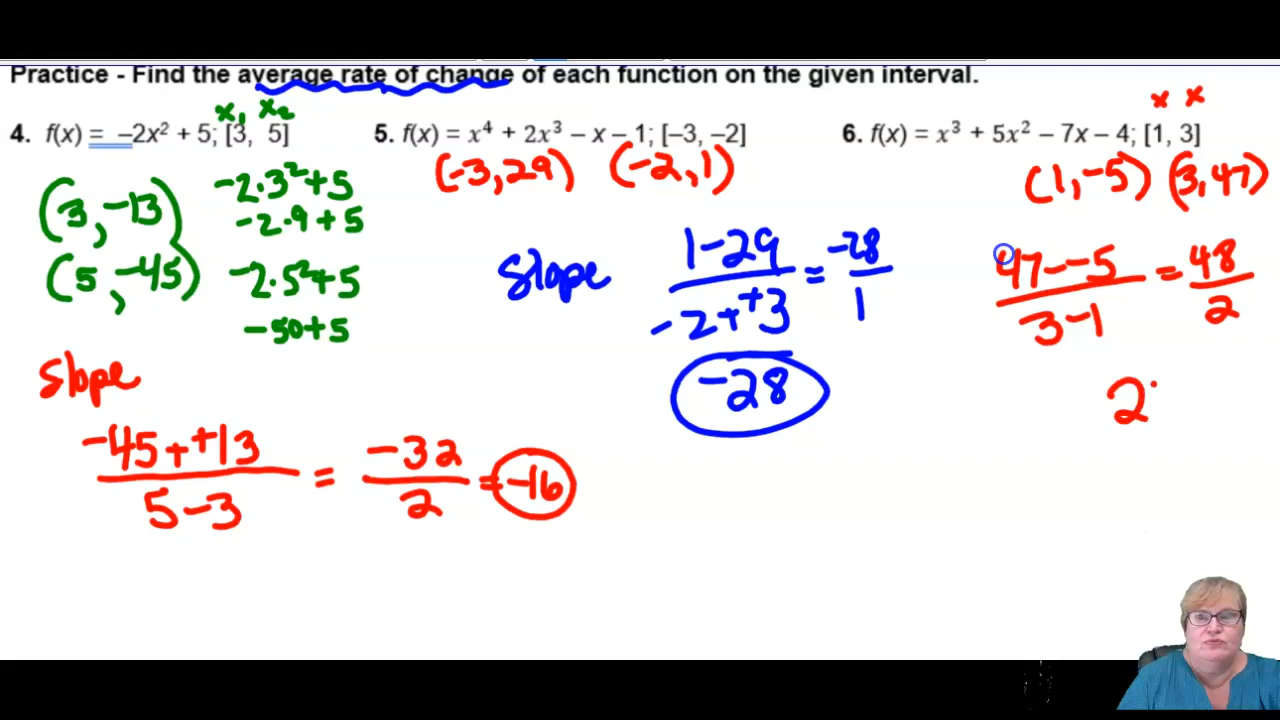 Practice - Find the average rate of change of each function on the given interval.
x₁ x₂
4. f(x) = –2x² + 5; [3, 5]
(3, -13)
-2·3²+5
-2·9+5
(5, -45)
-2·5²+5
-50+5
slope
-45++13 / 5-3 = -32 / 2 = -16
5. f(x) = x⁴ + 2x³ – x – 1; [–3, –2]
(-3, 29) (-2, 1)
slope
1-29 / -2++3 = -28 / 1
-28
x x
6. f(x) = x³ + 5x² – 7x – 4; [1, 3]
(1, -5) (3, 47)
47--5 / 3-1 = 48 / 2
2